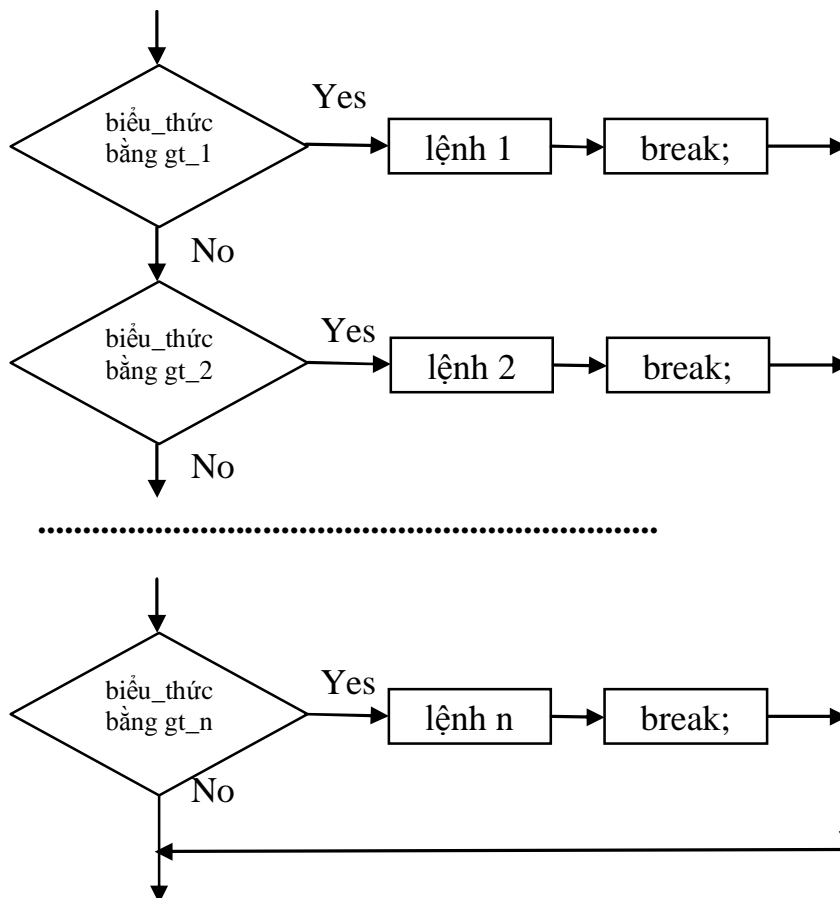 biểu_thức
bằng gt_1
Yes
lệnh 1
break;
No
biểu_thức
bằng gt_2
Yes
lệnh 2
break;
No
biểu_thức
bằng gt_n
Yes
lệnh n
break;
No